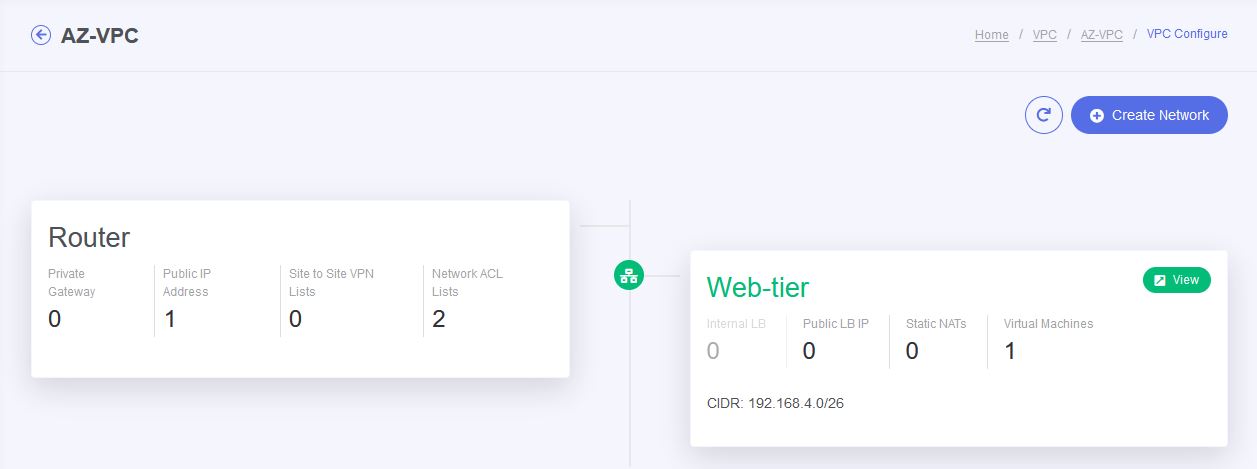 AZ-VPC
Home / VPC / AZ-VPC / VPC Configure
Create Network
Router
Private Gateway
0
Public IP Address
1
Site to Site VPN Lists
0
Network ACL Lists
2
Web-tier
View
Internal LB
0
Public LB IP
0
Static NATs
0
Virtual Machines
1
CIDR: 192.168.4.0/26